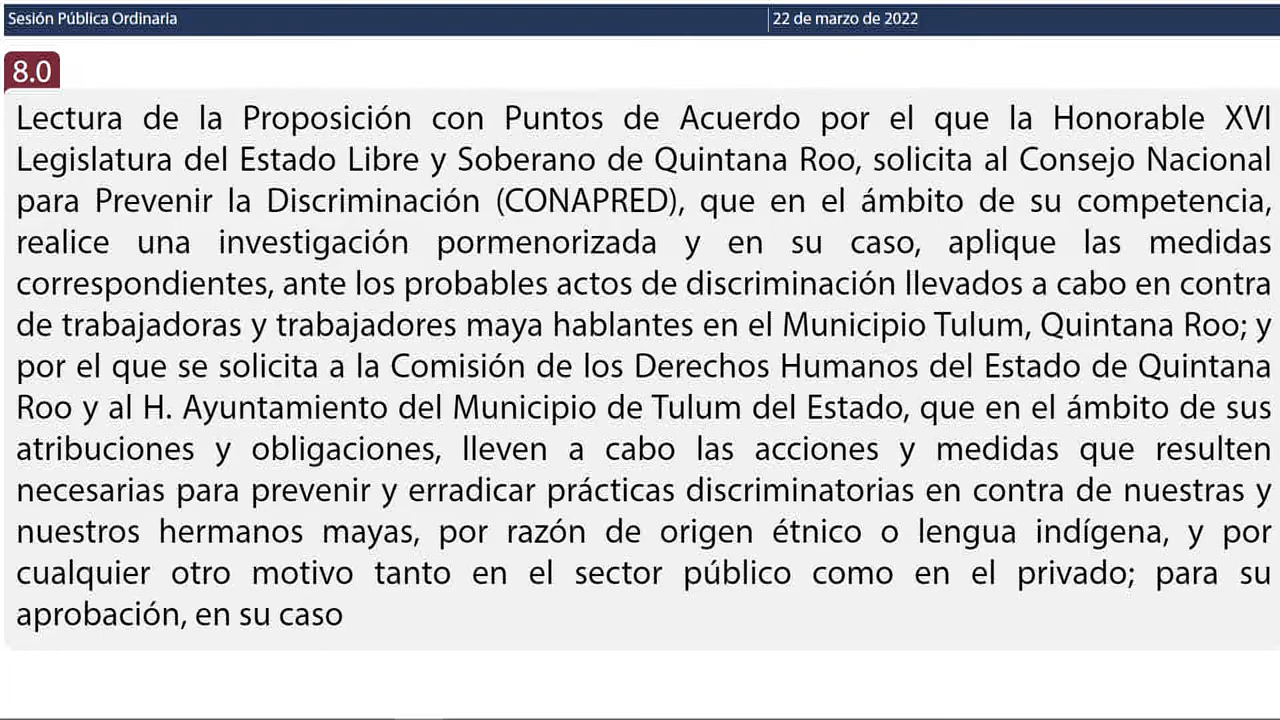 Sesión Pública Ordinaria
22 de marzo de 2022
8.0
Lectura de la Proposición con Puntos de Acuerdo por el que la Honorable XVI
Legislatura del Estado Libre y Soberano de Quintana Roo, solicita al Consejo Nacional
para Prevenir la Discriminación (CONAPRED), que en el ámbito de su competencia,
realice una investigación pormenorizada y en su caso, aplique las medidas
correspondientes, ante los probables actos de discriminación llevados a cabo en contra
de trabajadoras y trabajadores maya hablantes en el Municipio Tulum, Quintana Roo; y
por el que se solicita a la Comisión de los Derechos Humanos del Estado de Quintana
Roo y al H. Ayuntamiento del Municipio de Tulum del Estado, que en el ámbito de sus
atribuciones y obligaciones, lleven a cabo las acciones y medidas que resulten
necesarias para prevenir y erradicar prácticas discriminatorias en contra de nuestras y
nuestros hermanos mayas, por razón de origen étnico o lengua indígena, y por
cualquier otro motivo tanto en el sector público como en el privado; para su
aprobación, en su caso